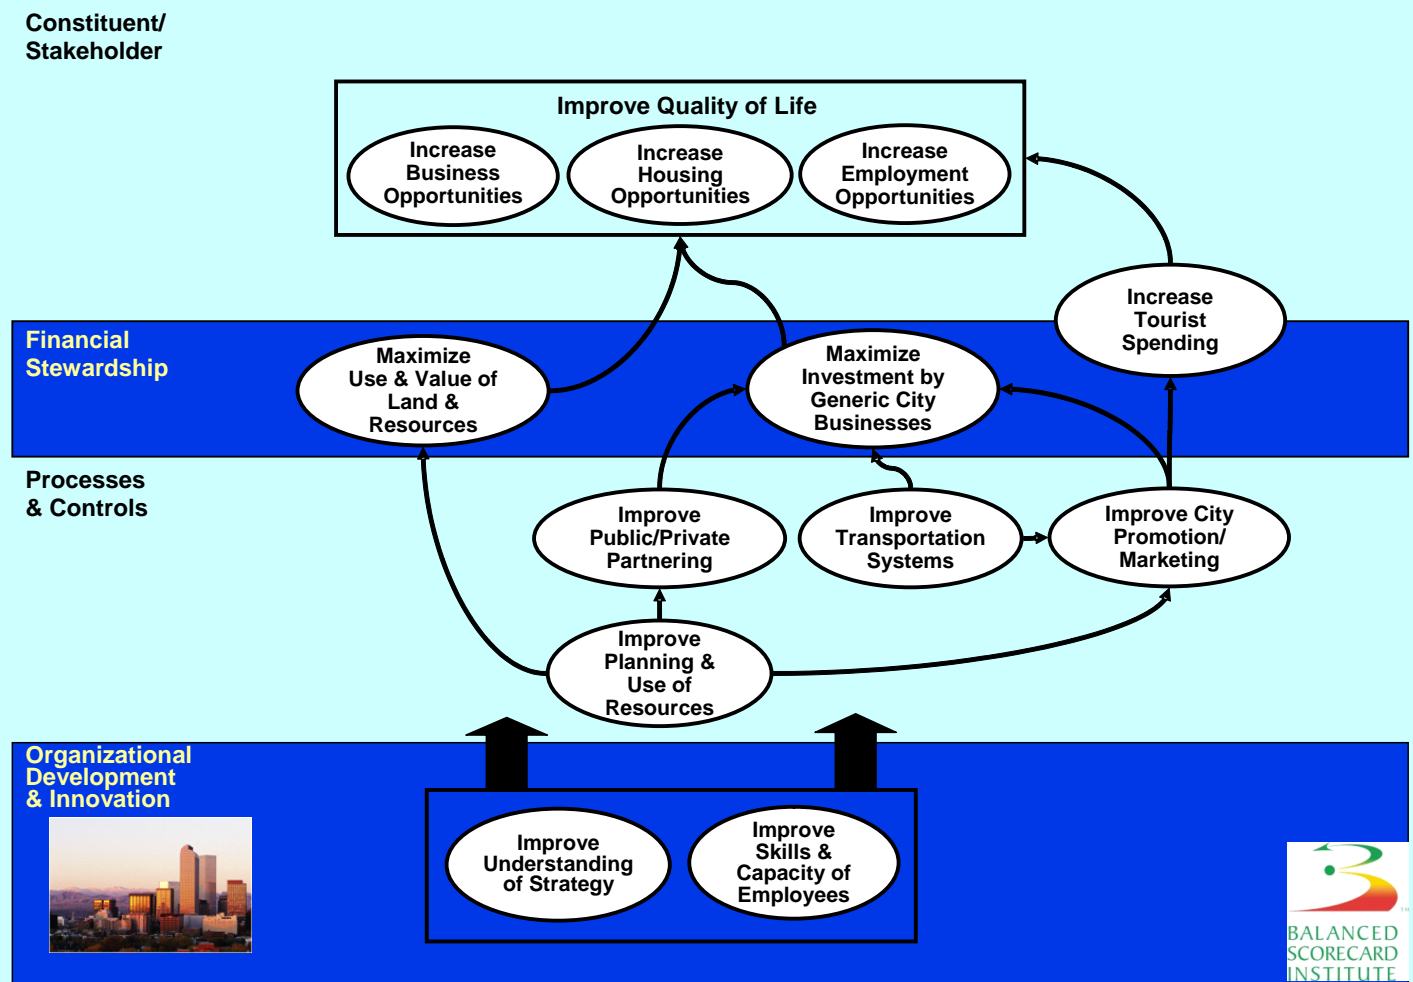 Constituent/
Stakeholder
Improve Quality of Life
Increase
Business
Opportunities
Increase
Housing
Opportunities
Increase
Employment
Opportunities
Increase
Tourist
Spending
Financial
Stewardship
Maximize
Use & Value of
Land &
Resources
Maximize
Investment by
Generic City
Businesses
Processes
& Controls
Improve
Public/Private
Partnering
Improve
Transportation
Systems
Improve City
Promotion/
Marketing
Improve
Planning &
Use of
Resources
Organizational
Development
& Innovation
Improve
Understanding
of Strategy
Improve
Skills &
Capacity of
Employees
TM
BALANCED
SCORECARD
INSTITUTE